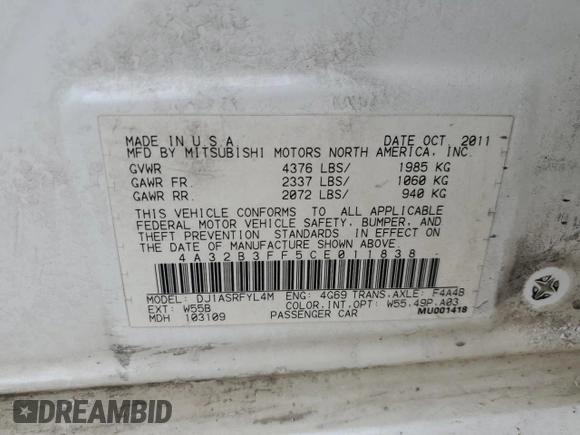 MADE IN U S A DATE OCT 2011
MFD BY MITSUBISHI MOTORS NORTH AMERICA, INC.
GVWR 4376 LBS/ 1985 KG
GAWR FR. 2337 LBS/ 1060 KG
GAWR RR. 2072 LBS/ 940 KG
THIS VEHICLE CONFORMS TO ALL APPLICABLE
FEDERAL MOTOR VEHICLE SAFETY, BUMPER, AND
THEFT PREVENTION STANDARDS IN EFFECT ON
THE DATE OF MANUFACTURE SHOWN ABOVE.
4A32B3FF5CE011838
MODEL: DJ1ASRFYL4M ENG: 4G69 TRANS.AXLE: F4A4B
EXT: W55B COLOR.INT.OPT: W55.49P.A03
MDH 103109 PASSENGER CAR MU001418
DREAMBID